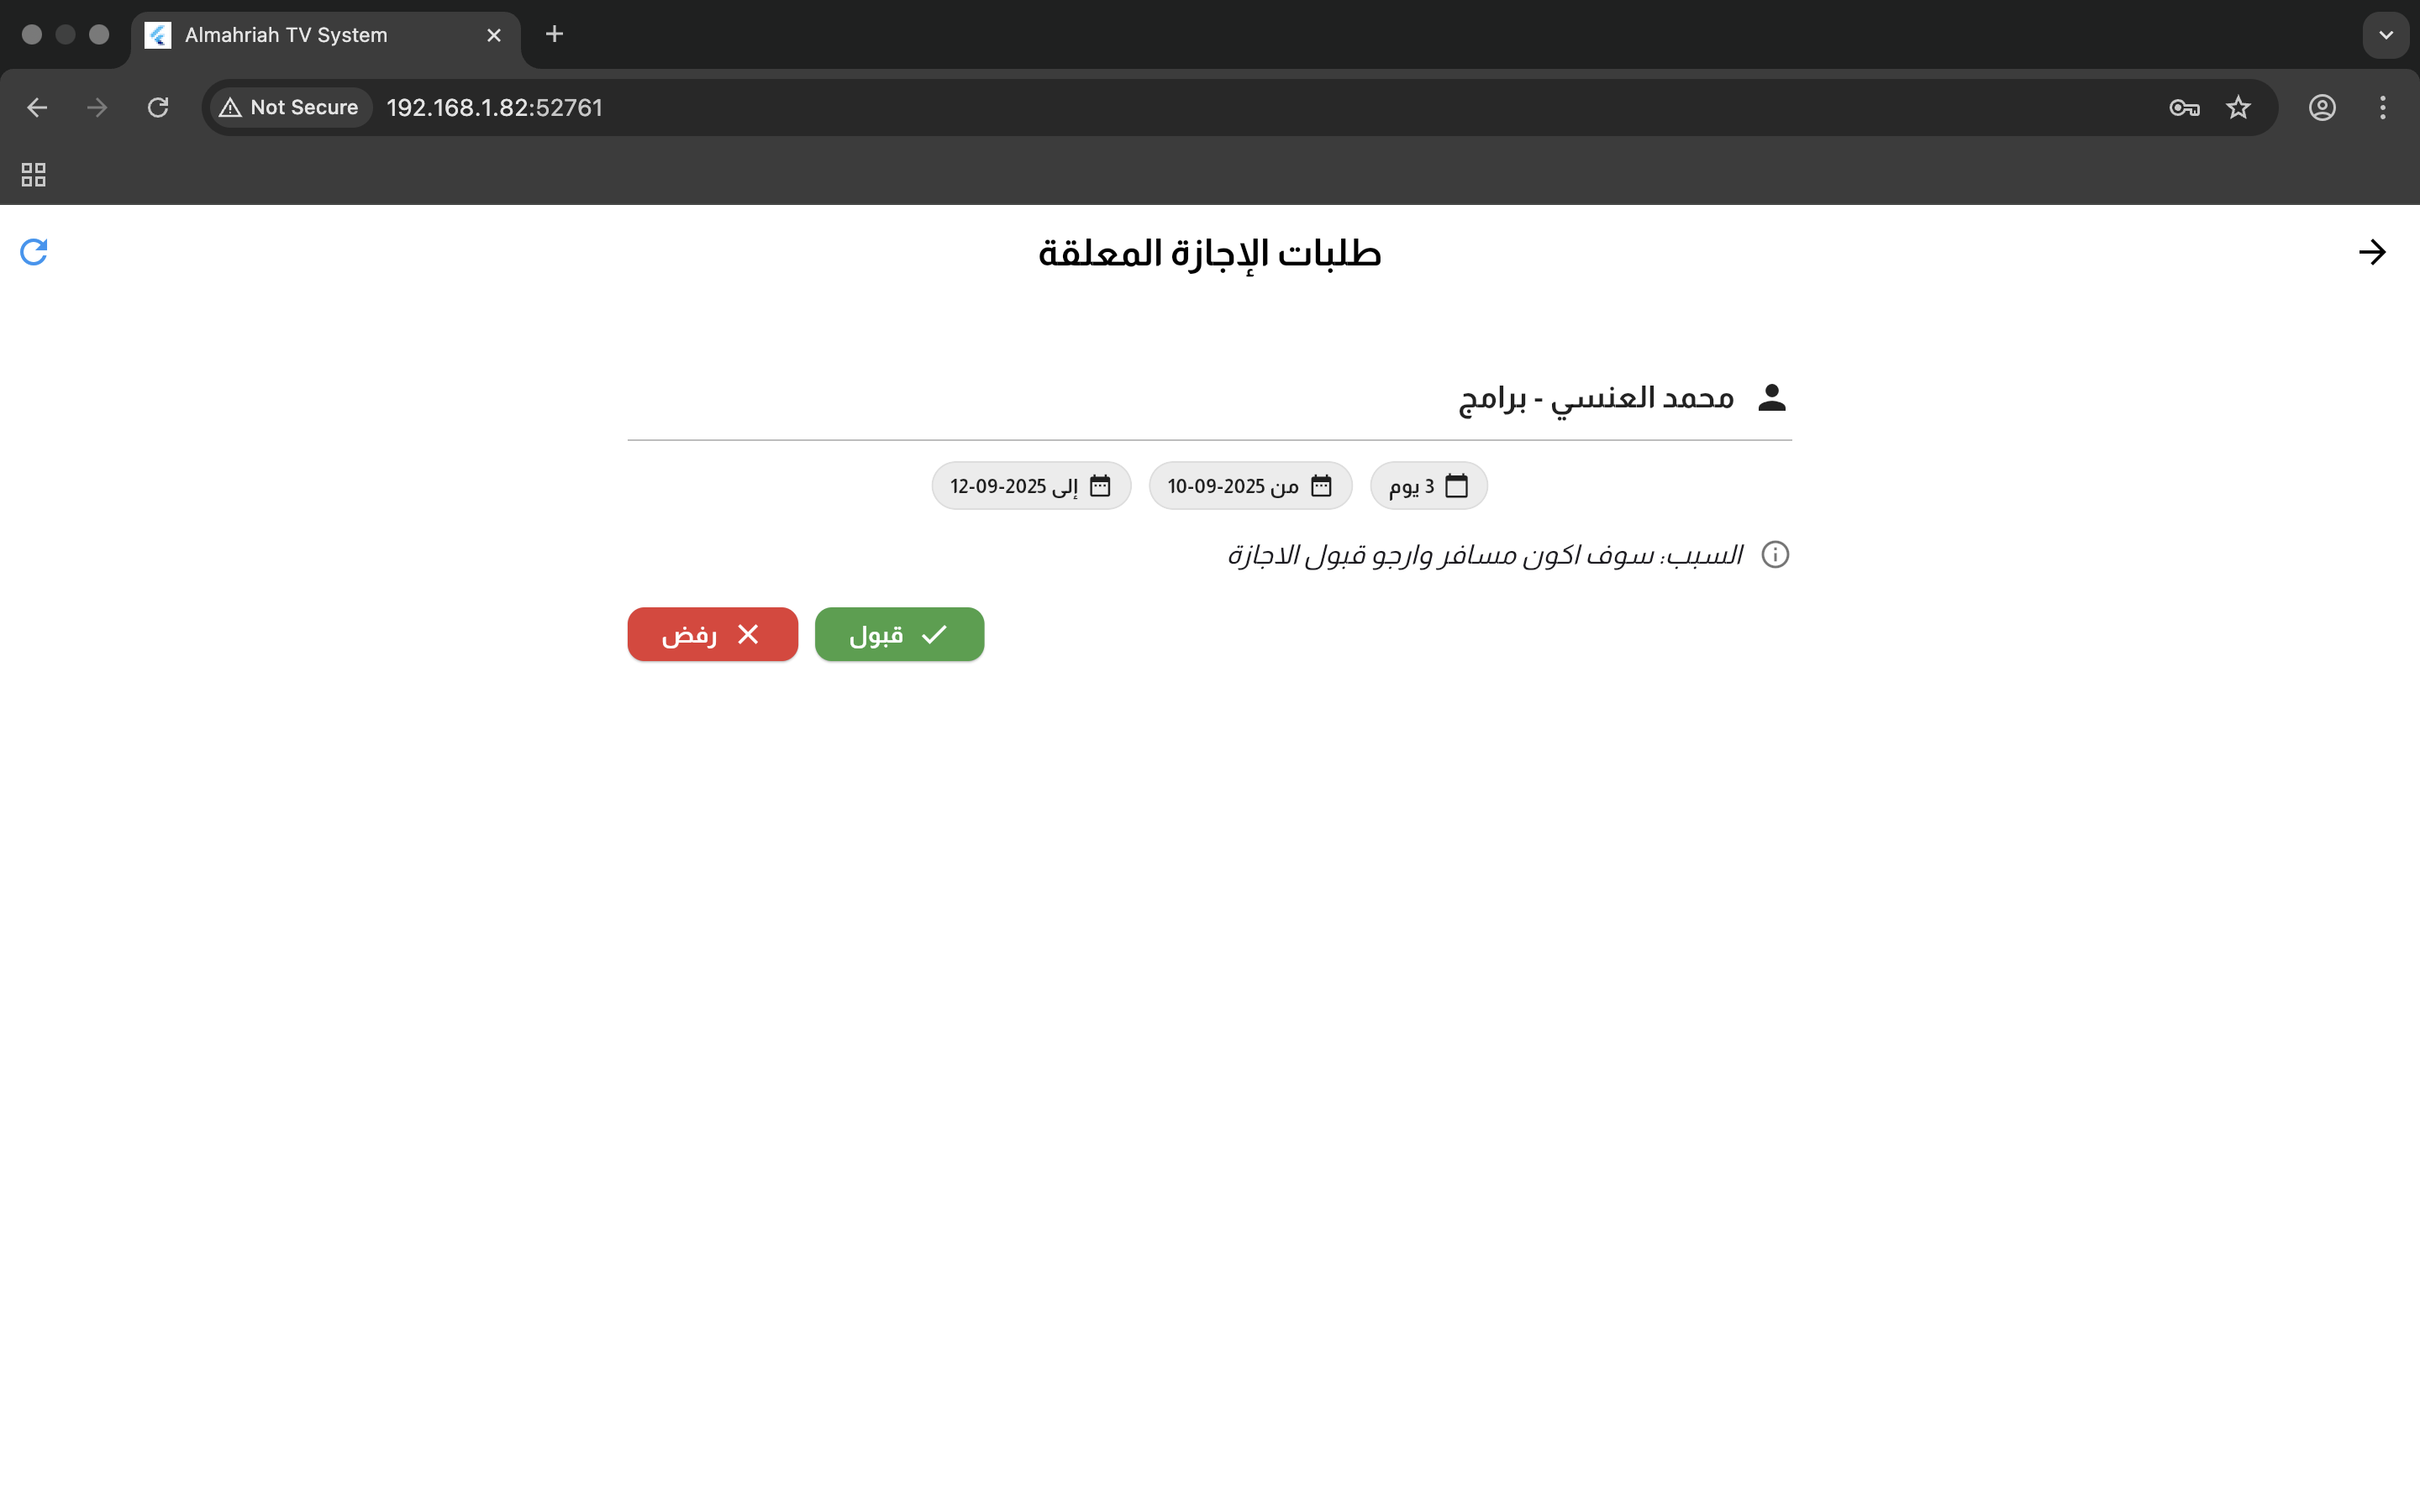 Almahriah TV System
Not Secure 192.168.1.82:52761
طلبات الإجازة المعلقة
محمد العنسي - برامج
3 يوم
من 2025-09-10
إلى 2025-09-12
السبب: سوف اكون مسافر وارجو قبول الاجازة
قبول
رفض